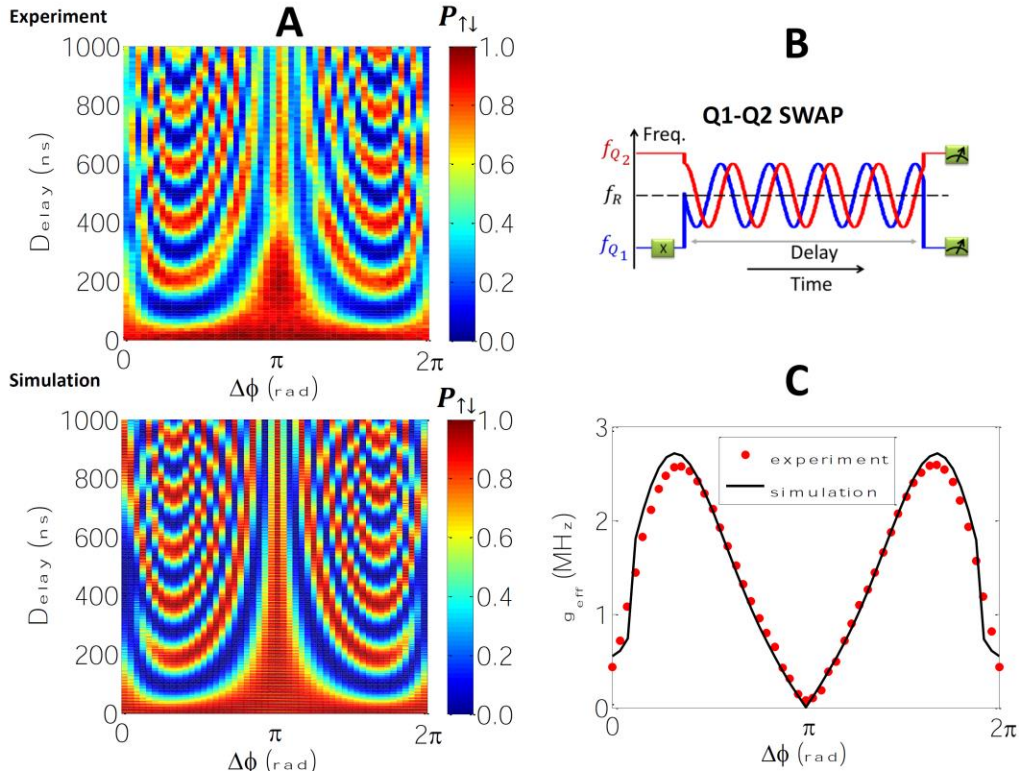 Experiment
A
P↑↓
1000
800
600
400
200
0
Delay (ns)
0
π
2π
Δϕ (rad)
1.0
0.8
0.6
0.4
0.2
0.0
B
Q1-Q2 SWAP
Freq.
fQ2
fR
fQ1
X
Delay
Time
Simulation
P↑↓
1000
800
600
400
200
0
Delay (ns)
0
π
2π
Δϕ (rad)
1.0
0.8
0.6
0.4
0.2
0.0
C
3
2
1
0
geff (MHz)
experiment
simulation
0
π
2π
Δϕ (rad)